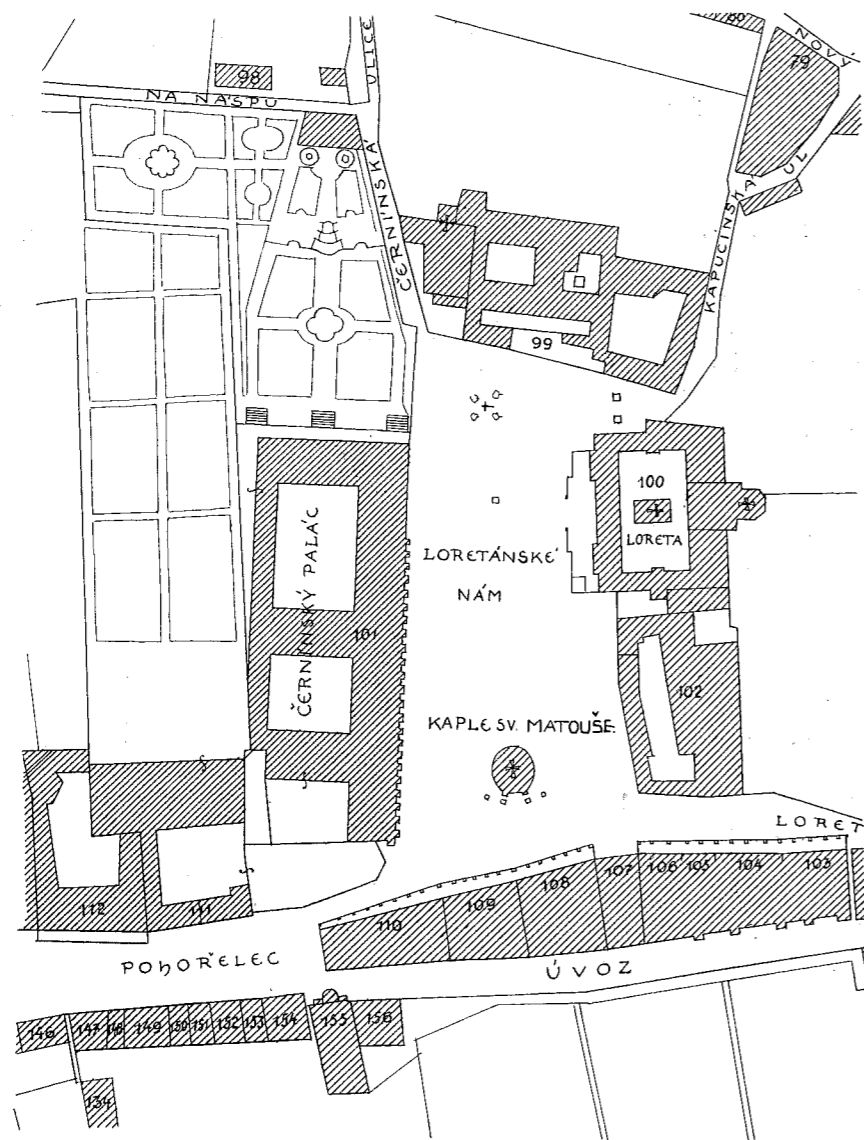 80
NOVÝ
79
ULICE
98
NA NÁSPU
ČERNÍNSKÁ
KAPUCÍNSKÁ UL
99
100
LORETA
ČERNÍNSKÝ PALÁC
101
LORETÁNSKÉ
NÁM
102
KAPLE SV. MATOUŠE.
LORET
112
111
110
109
108
107
106
105
104
103
POHOŘELEC
ÚVOZ
146
147
148
149
150
151
152
153
154
155
156
134